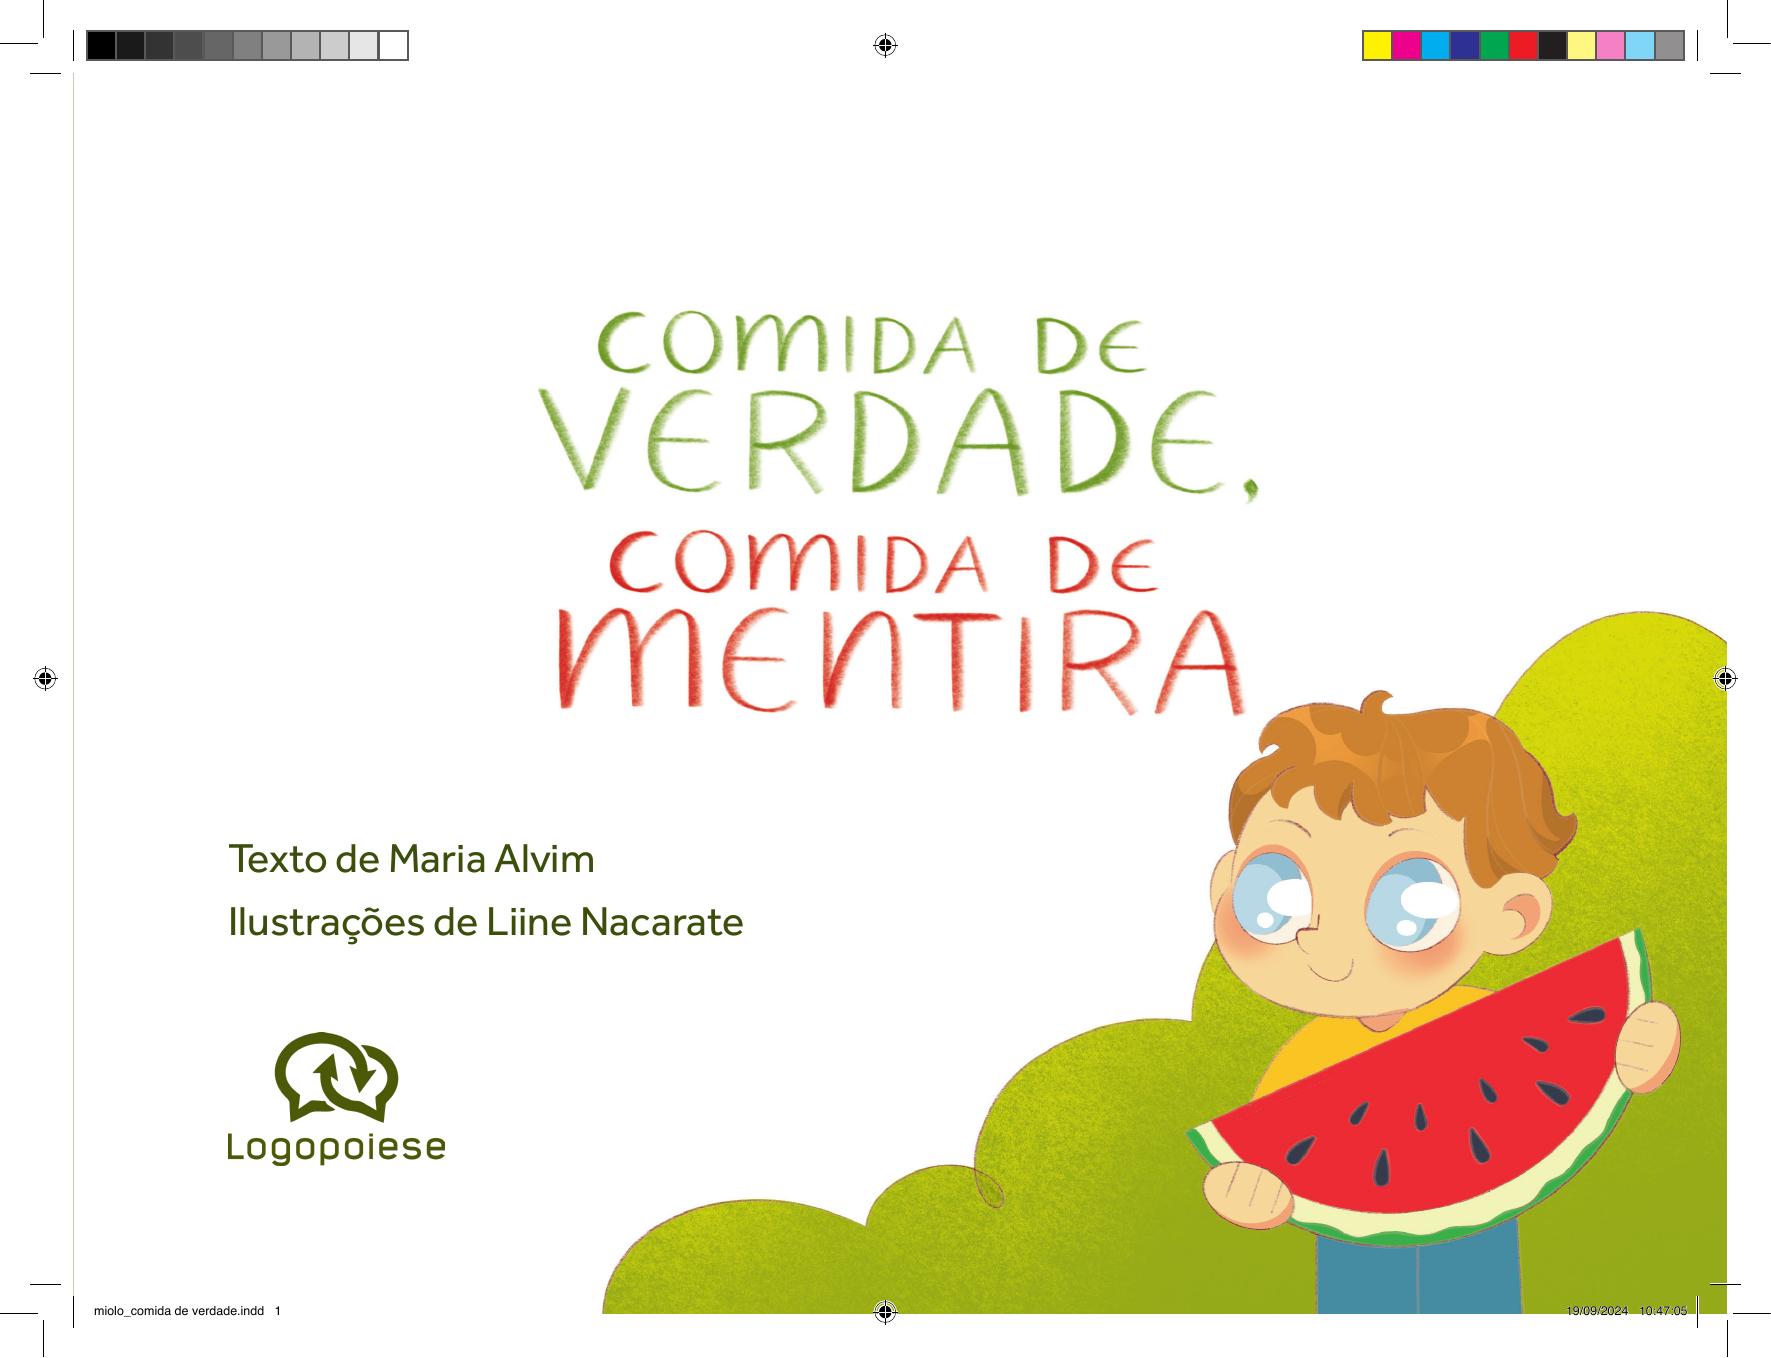 COMIDA DE
VERDADE,
COMIDA DE
MENTIRA
Texto de Maria Alvim
Ilustrações de Liine Nacarate
Logopoiese
miolo_comida de verdade.indd 1
19/09/2024 10:47:05